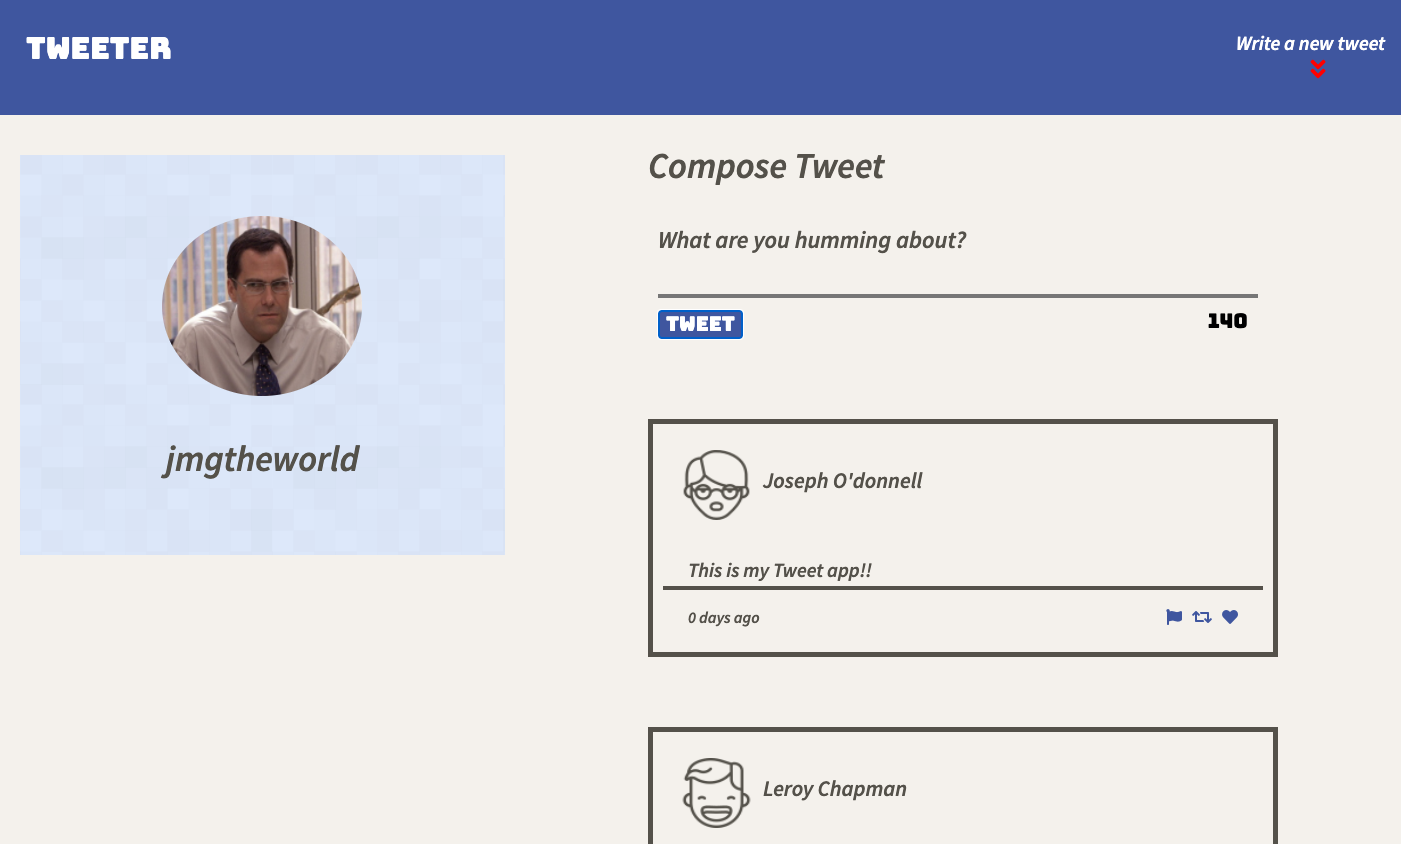 TWEETER
Write a new tweet
jmgtheworld
Compose Tweet
What are you humming about?
TWEET
140
Joseph O'donnell
This is my Tweet app!!
0 days ago
Leroy Chapman